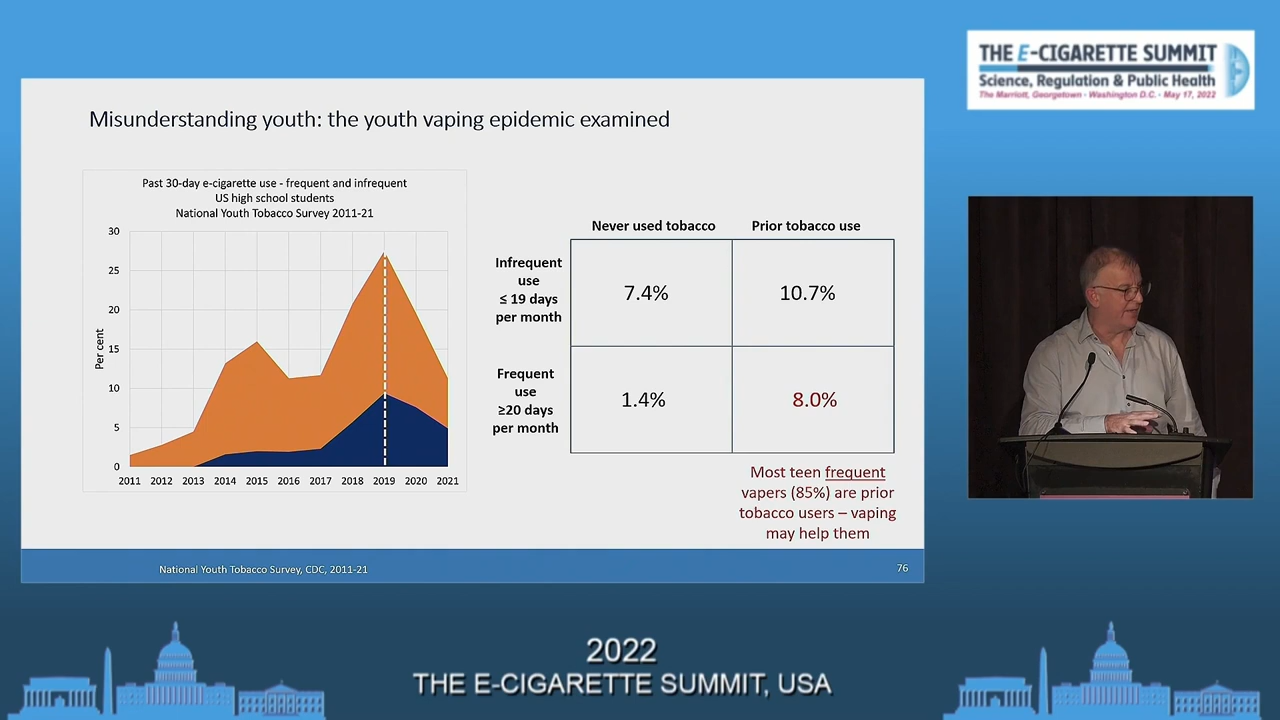 THE E-CIGARETTE SUMMIT
Science, Regulation & Public Health
The Marriott, Georgetown - Washington D.C. - May 17, 2022
Misunderstanding youth: the youth vaping epidemic examined
Past 30-day e-cigarette use - frequent and infrequent
US high school students
National Youth Tobacco Survey 2011-21
Per cent
30
25
20
15
10
5
0
2011 2012 2013 2014 2015 2016 2017 2018 2019 2020 2021
Never used tobacco Prior tobacco use
Infrequent
use
≤ 19 days
per month
7.4% 10.7%
Frequent
use
≥20 days
per month
1.4% 8.0%
Most teen frequent
vapers (85%) are prior
tobacco users – vaping
may help them
National Youth Tobacco Survey, CDC, 2011-21
76
2022
THE E-CIGARETTE SUMMIT, USA